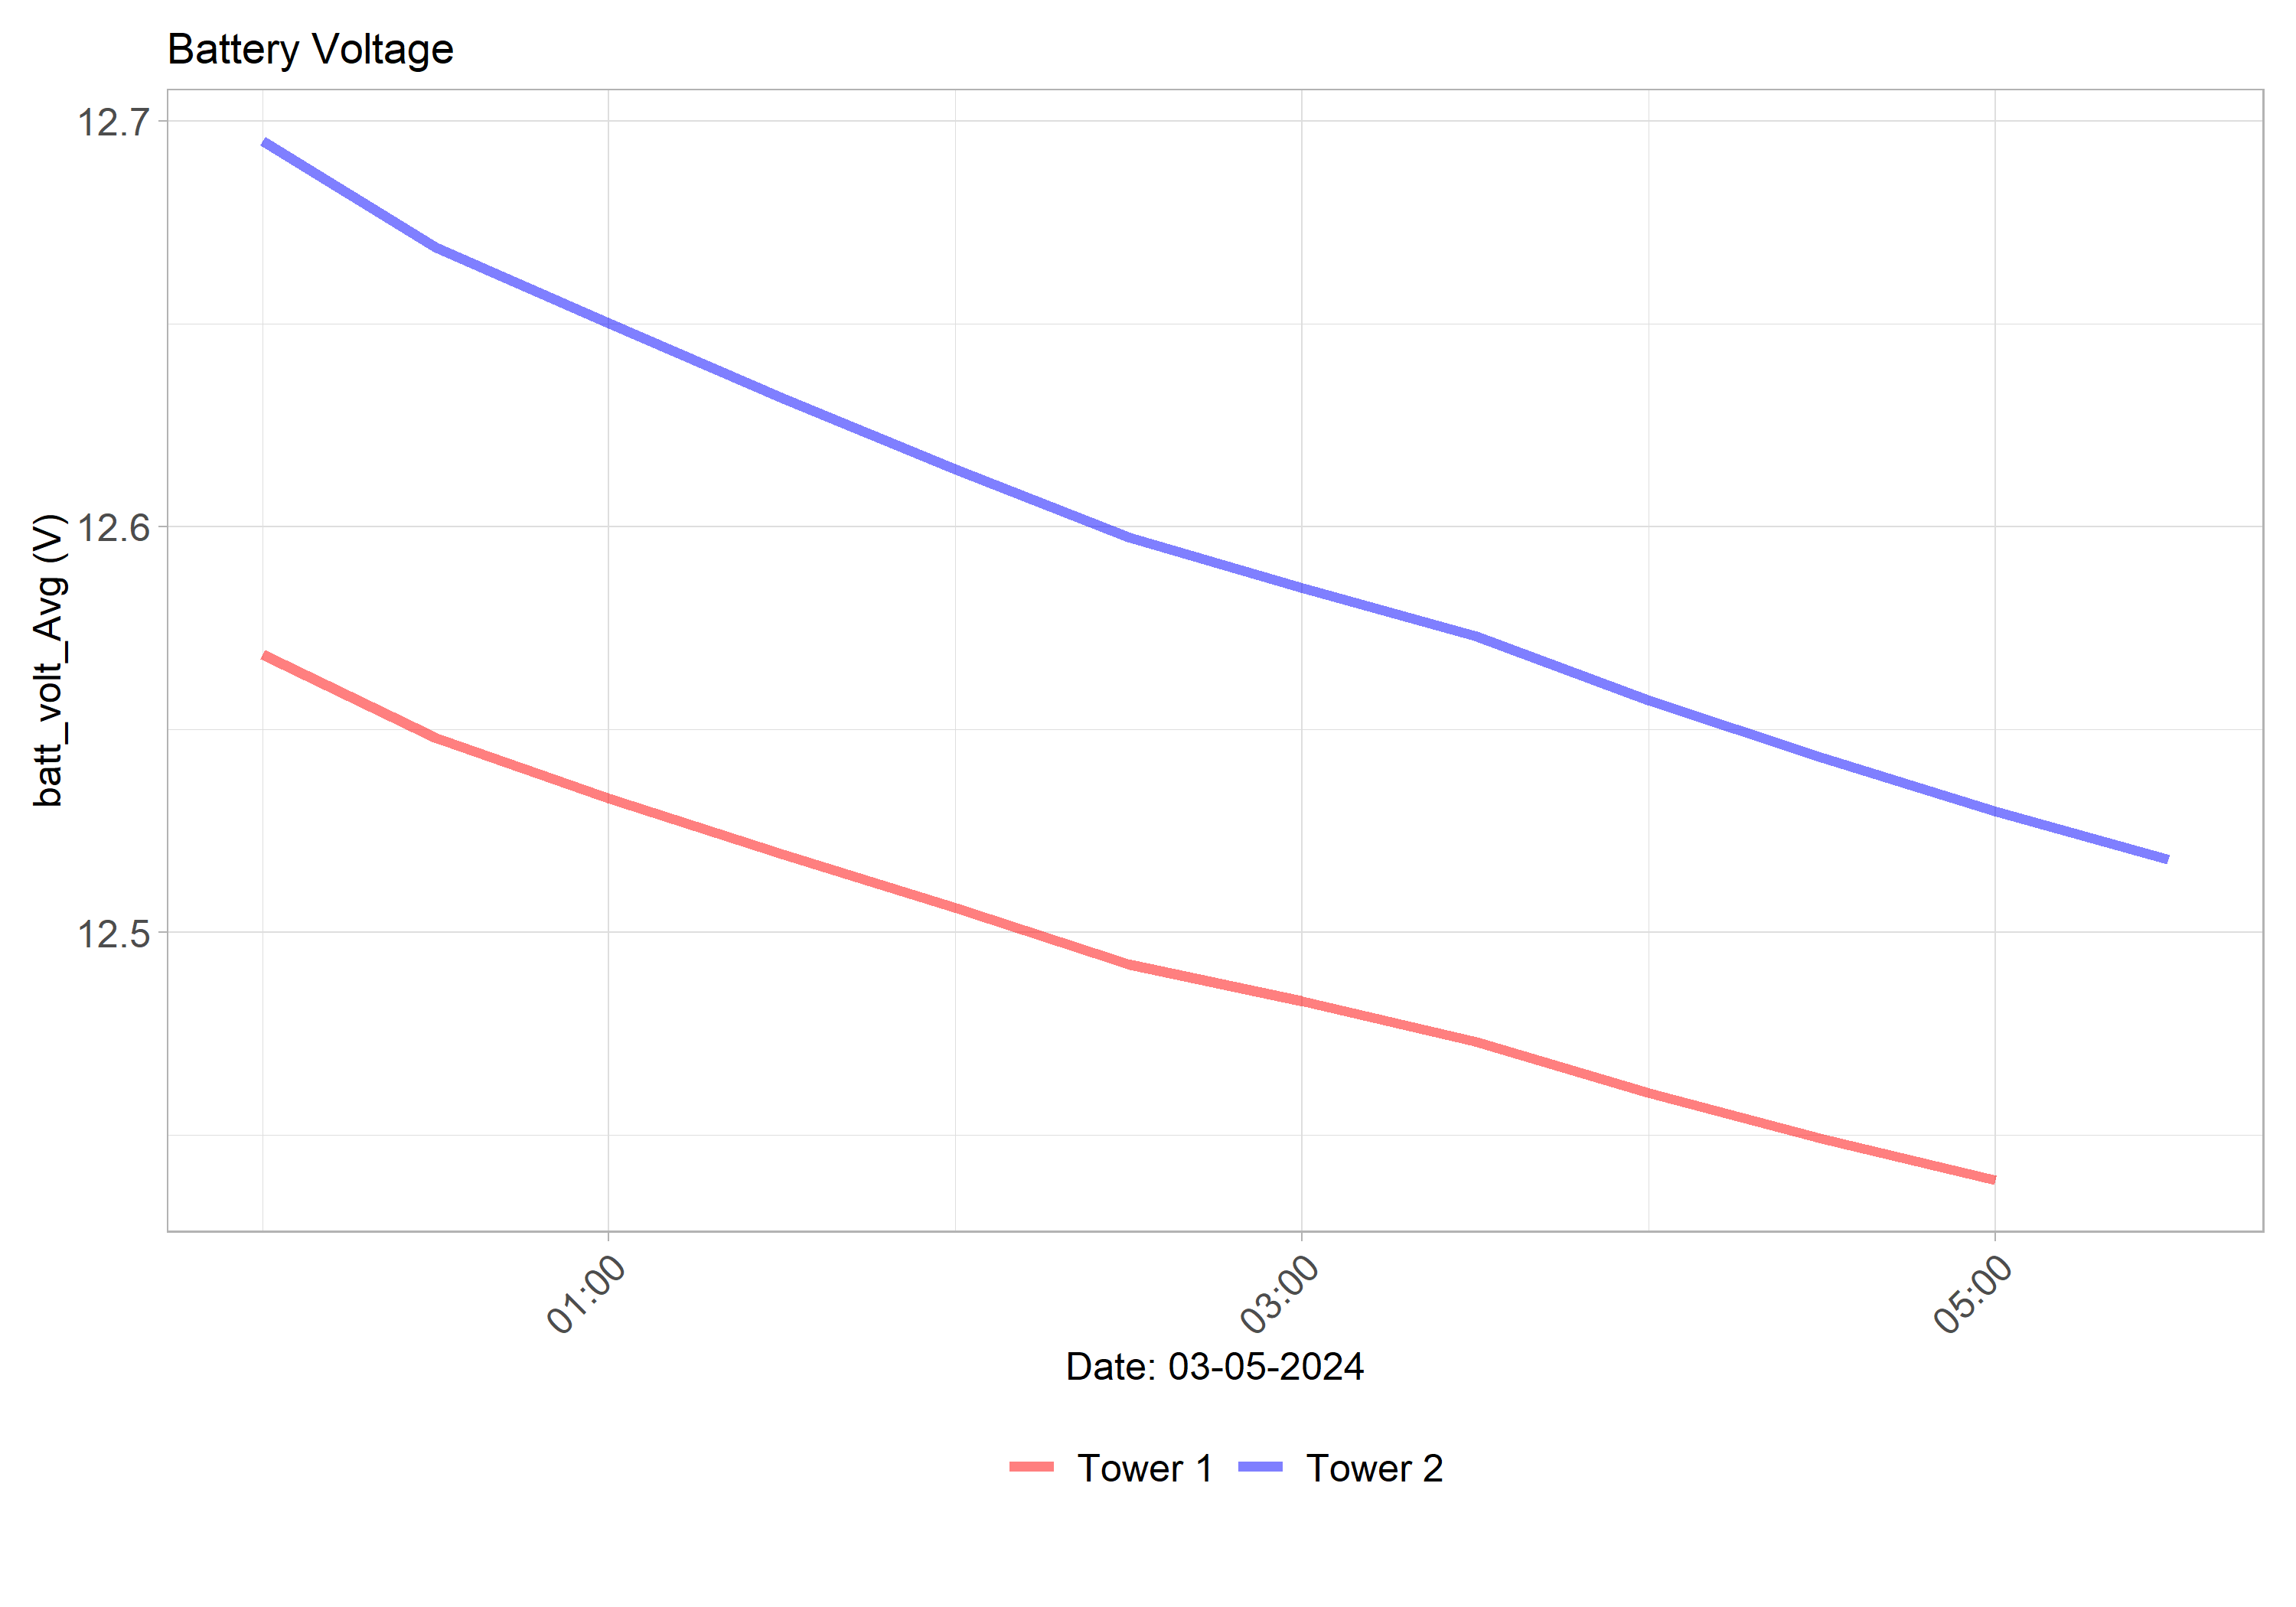 Battery Voltage
12.7
12.6
12.5
batt_volt_Avg (V)
01:00
03:00
05:00
Date: 03-05-2024
Tower 1
Tower 2